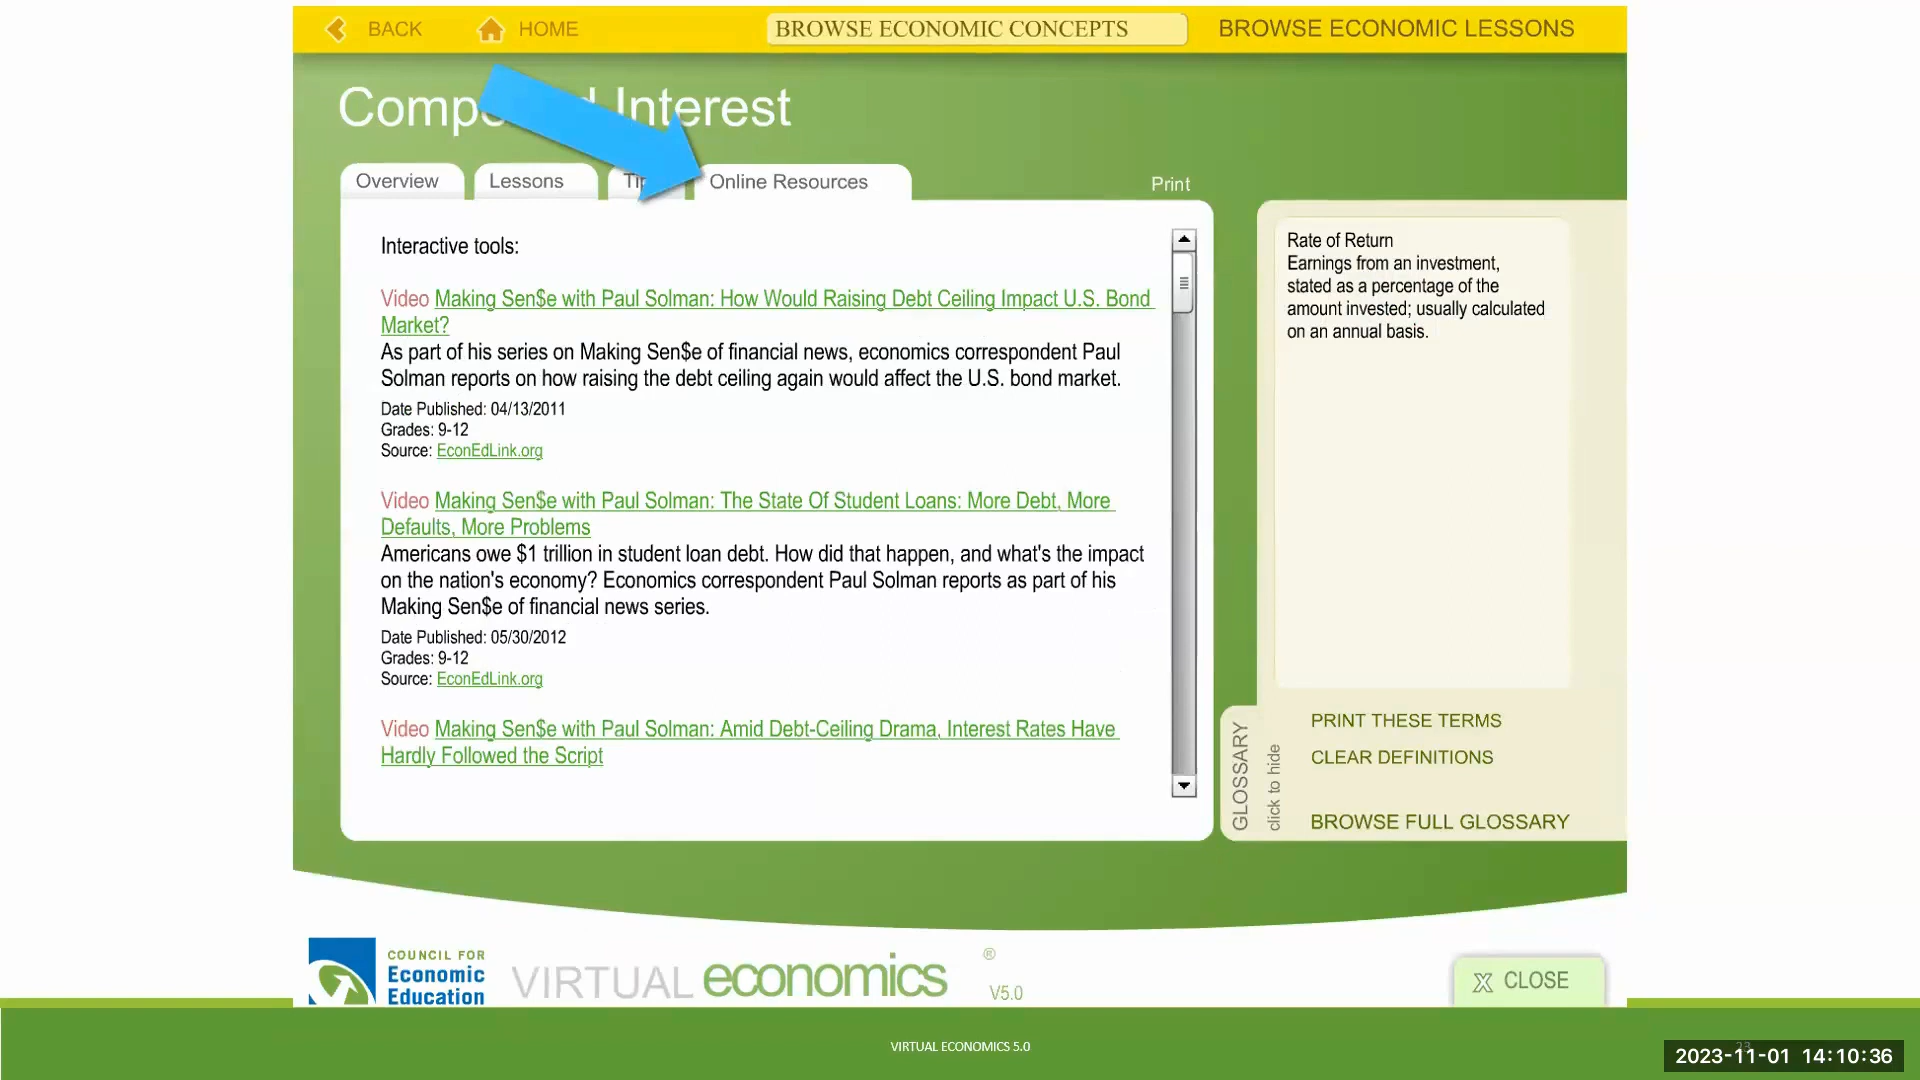 BACK HOME BROWSE ECONOMIC CONCEPTS BROWSE ECONOMIC LESSONS
Interest
Overview Lessons Online Resources Print
Interactive tools:
Video Making Sen$e with Paul Solman: How Would Raising Debt Ceiling Impact U.S. Bond
Market?
As part of his series on Making Sen$e of financial news, economics correspondent Paul
Solman reports on how raising the debt ceiling again would affect the U.S. bond market.
Date Published: 04/13/2011
Grades: 9-12
Source: EconEdLink.org
Video Making Sen$e with Paul Solman: The State Of Student Loans: More Debt, More
Defaults, More Problems
Americans owe $1 trillion in student loan debt. How did that happen, and what's the impact
on the nation's economy? Economics correspondent Paul Solman reports as part of his
Making Sen$e of financial news series.
Date Published: 05/30/2012
Grades: 9-12
Source: EconEdLink.org
Video Making Sen$e with Paul Solman: Amid Debt-Ceiling Drama, Interest Rates Have
Hardly Followed the Script
Rate of Return
Earnings from an investment,
stated as a percentage of the
amount invested; usually calculated
on an annual basis.
GLOSSARY
click to hide
PRINT THESE TERMS
CLEAR DEFINITIONS
BROWSE FULL GLOSSARY
COUNCIL FOR
Economic
Education
VIRTUAL economics ®
V5.0
X CLOSE
VIRTUAL ECONOMICS 5.0
2023-11-01 14:10:36